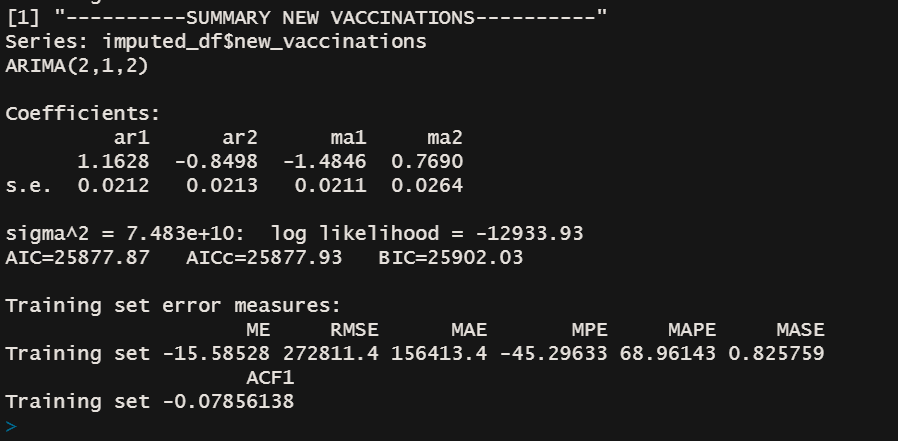 [1] "----------SUMMARY NEW VACCINATIONS----------"
Series: imputed_df$new_vaccinations
ARIMA(2,1,2)
Coefficients:
ar1 ar2 ma1 ma2
1.1628 -0.8498 -1.4846 0.7690
s.e. 0.0212 0.0213 0.0211 0.0264
sigma^2 = 7.483e+10: log likelihood = -12933.93
AIC=25877.87 AICc=25877.93 BIC=25902.03
Training set error measures:
ME RMSE MAE MPE MAPE MASE
Training set -15.58528 272811.4 156413.4 -45.29633 68.96143 0.825759
ACF1
Training set -0.07856138
>